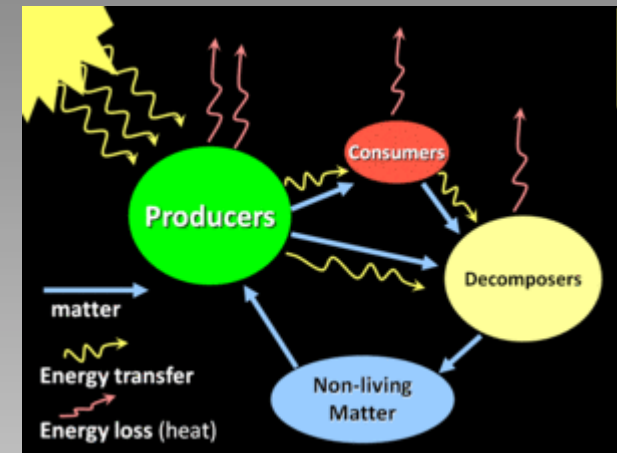 Consumers
Producers
Decomposers
matter
Energy transfer
Non-living
Matter
Energy loss (heat)